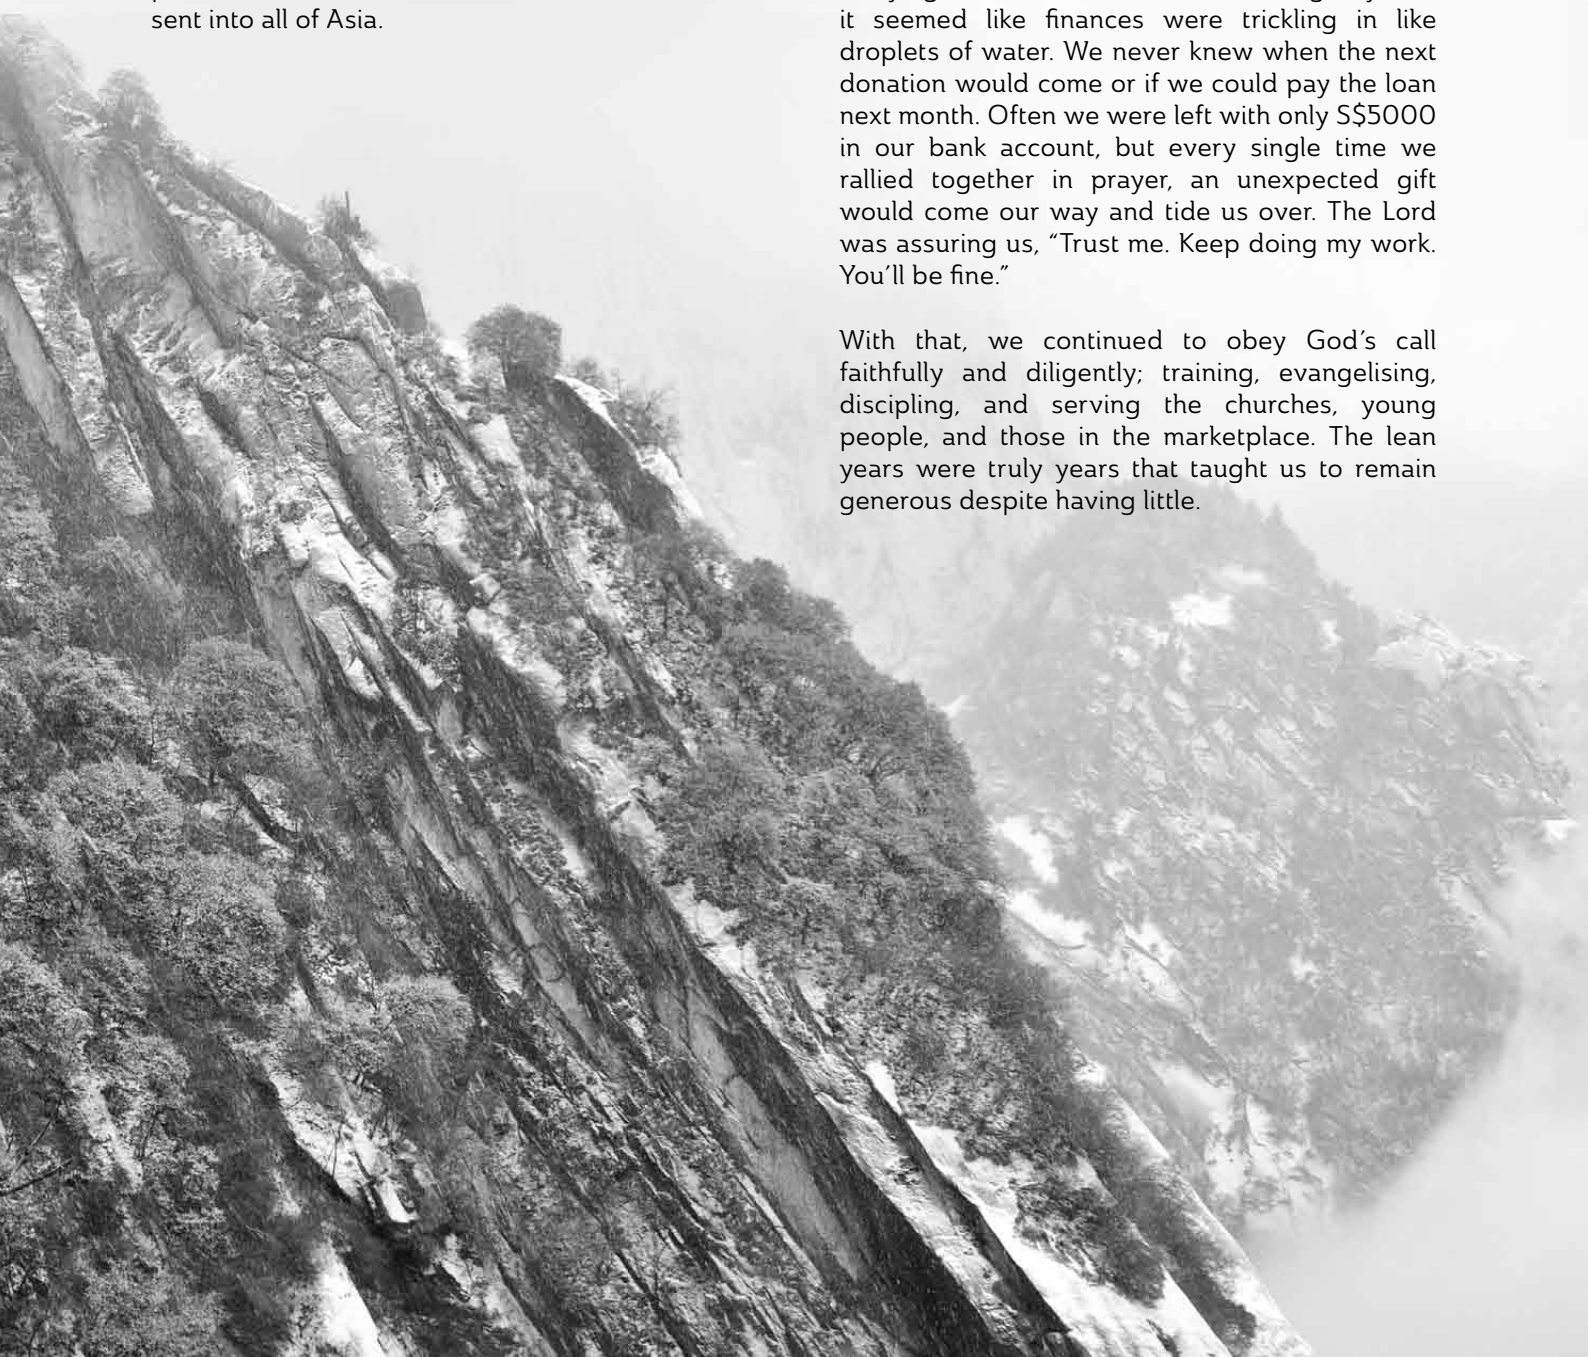 sent into all of Asia.
it seemed like finances were trickling in like
droplets of water. We never knew when the next
donation would come or if we could pay the loan
next month. Often we were left with only S$5000
in our bank account, but every single time we
rallied together in prayer, an unexpected gift
would come our way and tide us over. The Lord
was assuring us, “Trust me. Keep doing my work.
You’ll be fine.”
With that, we continued to obey God’s call
faithfully and diligently; training, evangelising,
discipling, and serving the churches, young
people, and those in the marketplace. The lean
years were truly years that taught us to remain
generous despite having little.